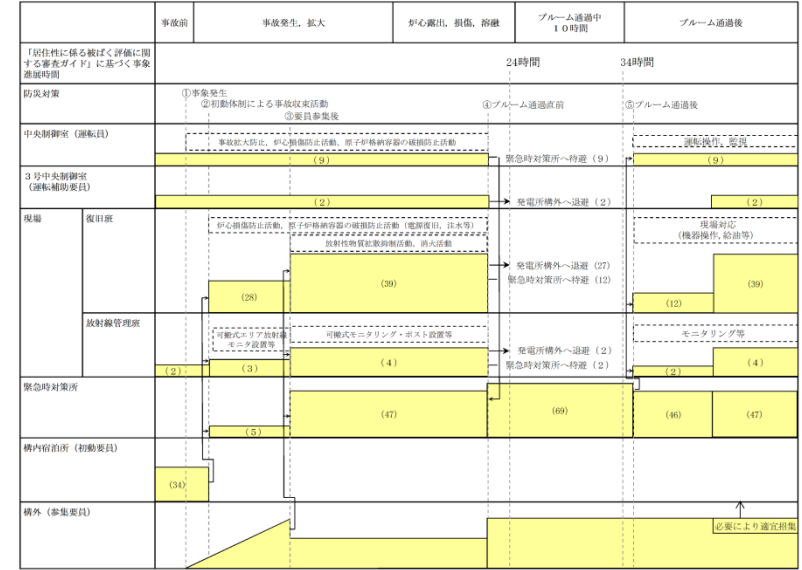 事故前
事故発生，拡大
炉心露出，損傷，溶融
プルーム通過中
１０時間
プルーム通過後
「居住性に係る被ばく評価に関
する審査ガイド」に基づく事象
進展時間
24時間
34時間
防災対策
①事象発生
②初動体制による事故収束活動
③要員参集後
④プルーム通過直前
⑤プルーム通過後
中央制御室（運転員）
事故拡大防止，炉心損傷防止活動，原子炉格納容器の破損防止活動
（9）
緊急時対策所へ待避（9）
運転操作，監視
（9）
３号中央制御室
（運転補助要員）
（2）
発電所構外へ退避（2）
（2）
現場
復旧班
炉心損傷防止活動，原子炉格納容器の破損防止活動（電源復旧，注水等）
放射性物質拡散抑制活動，消火活動
（28）
（39）
発電所構外へ退避（27）
緊急時対策所へ待避（12）
現場対応
（機器操作，給油等）
（12）
（39）
放射線管理班
可搬式エリア放射線
モニタ設置等
可搬式モニタリング・ポスト設置等
（2）
（3）
（4）
発電所構外へ退避（2）
緊急時対策所へ待避（2）
モニタリング等
（2）
（4）
緊急時対策所
（5）
（47）
（69）
（46）
（47）
構内宿泊所（初動要員）
（34）
構外（参集要員）
必要により適宜招集